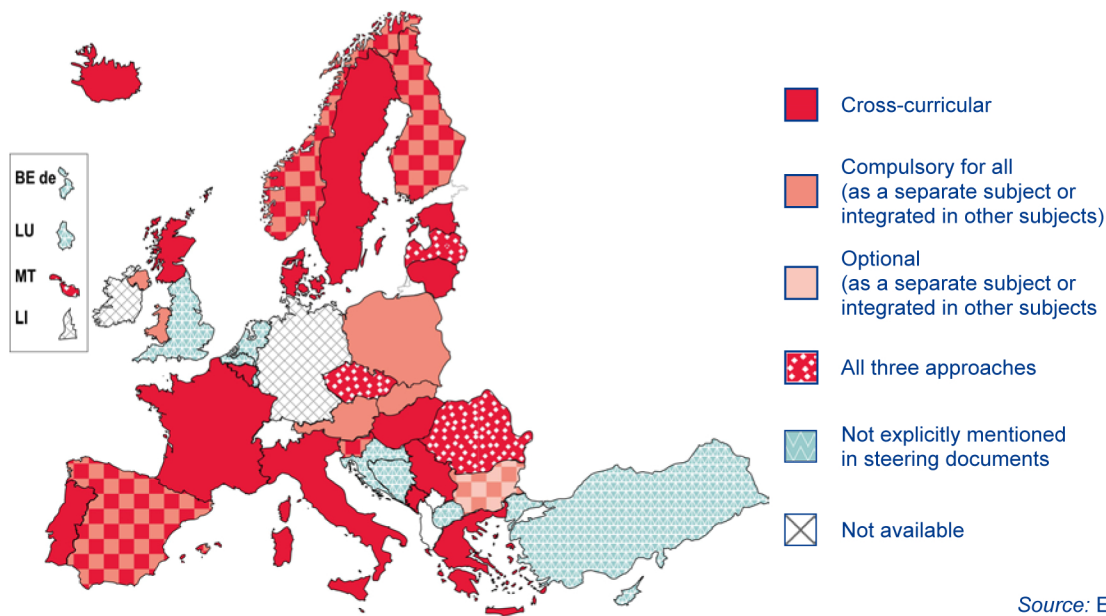 BE de
LU
MT
LI
Cross-curricular
Compulsory for all
(as a separate subject or
integrated in other subjects)
Optional
(as a separate subject or
integrated in other subjects
All three approaches
Not explicitly mentioned
in steering documents
Not available
Source: E